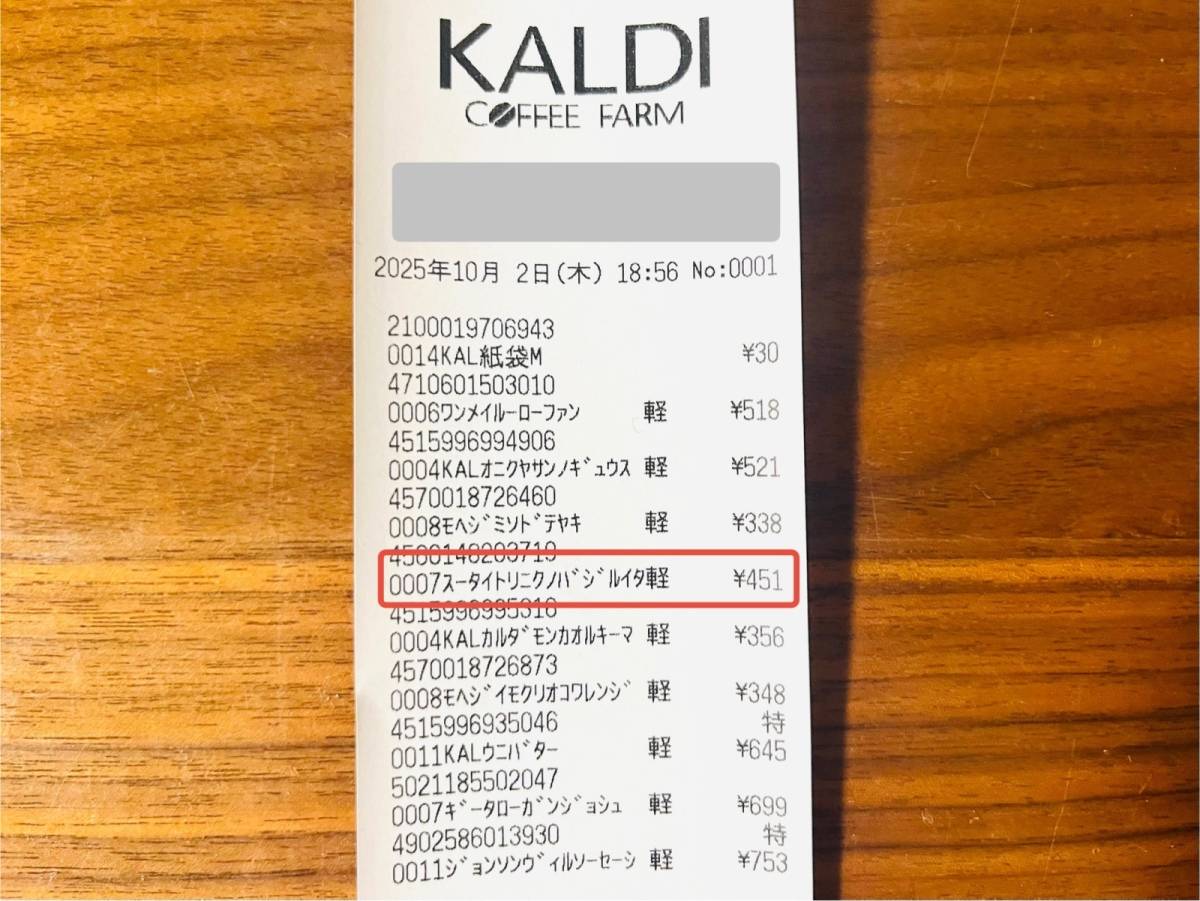 KALDI
COFFEE FARM
2025年10月 2日(木) 18:56 No:0001
2100019706943
0014KAL紙袋M ¥30
4710601503010
0006ワンメイルーローファン 軽 ¥518
4515996994906
0004KALオニクヤサンノギュウス 軽 ¥521
4570018726460
0008モヘジミソドテヤキ 軽 ¥338
4560148203719
0007スータイトリニクノバジルイタ軽 ¥451
4515996995318
0004KALカルダモンカオルキーマ 軽 ¥356
4570018726873
0008モヘジイモクリオコワレンジ 軽 ¥348
4515996935046 特
0011KALウニバター 軽 ¥645
5021185502047
0007ギータローガンジョシュ 軽 ¥699
4902586013930 特
0011ジョンソンヴィルソーセーシ 軽 ¥753